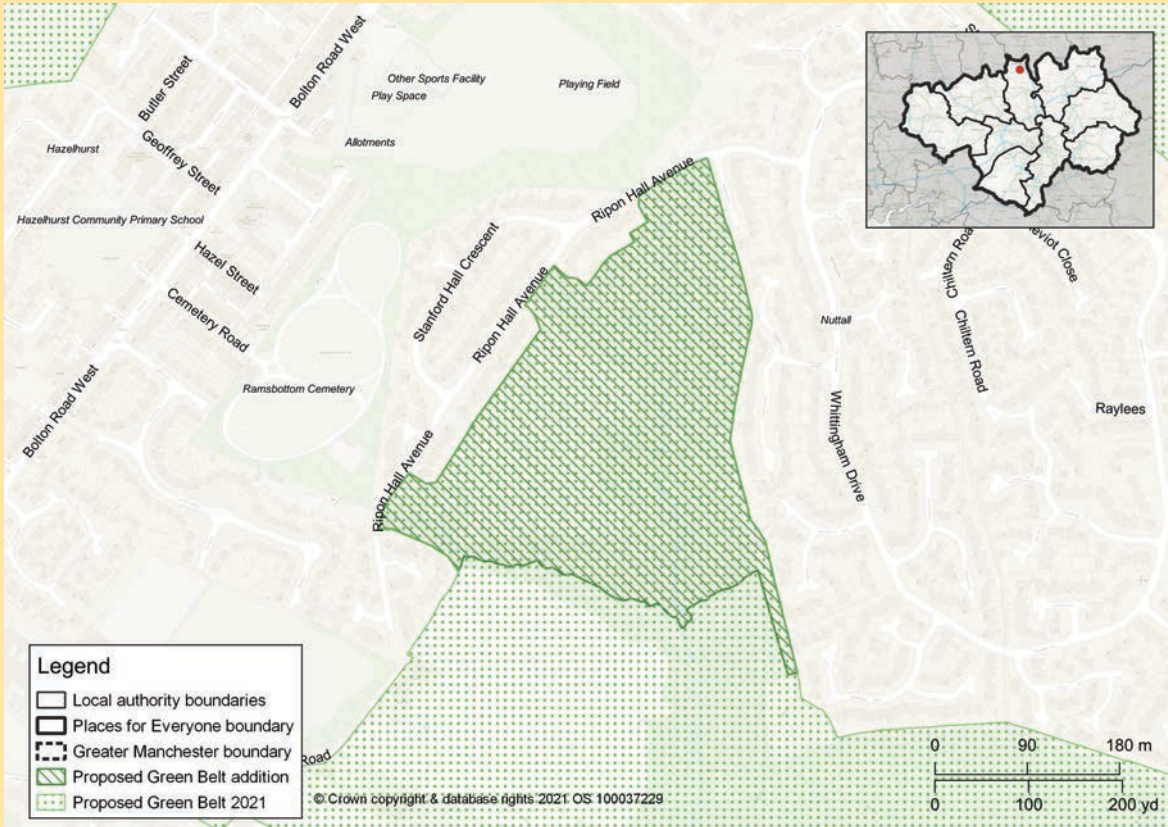 Butler Street
Bolton Road West
Other Sports Facility
Play Space
Playing Field
Hazelhurst
Geoffrey Street
Allotments
Ripon Hall Avenue
Hazelhurst Community Primary School
Hazel Street
Stanford Hall Crescent
Chiltern Road
Cemetery Road
Ripon Hall Avenue
Nuttall
Chiltern Road
Ramsbottom Cemetery
Bolton Road West
Raylees
Whittingham Drive
Ripon Hall Avenue
Legend
Local authority boundaries
Places for Everyone boundary
Greater Manchester boundary
Proposed Green Belt addition
Proposed Green Belt 2021
Road
© Crown copyright & database rights 2021 OS 100037229
0 90 180 m
0 100 200 yd